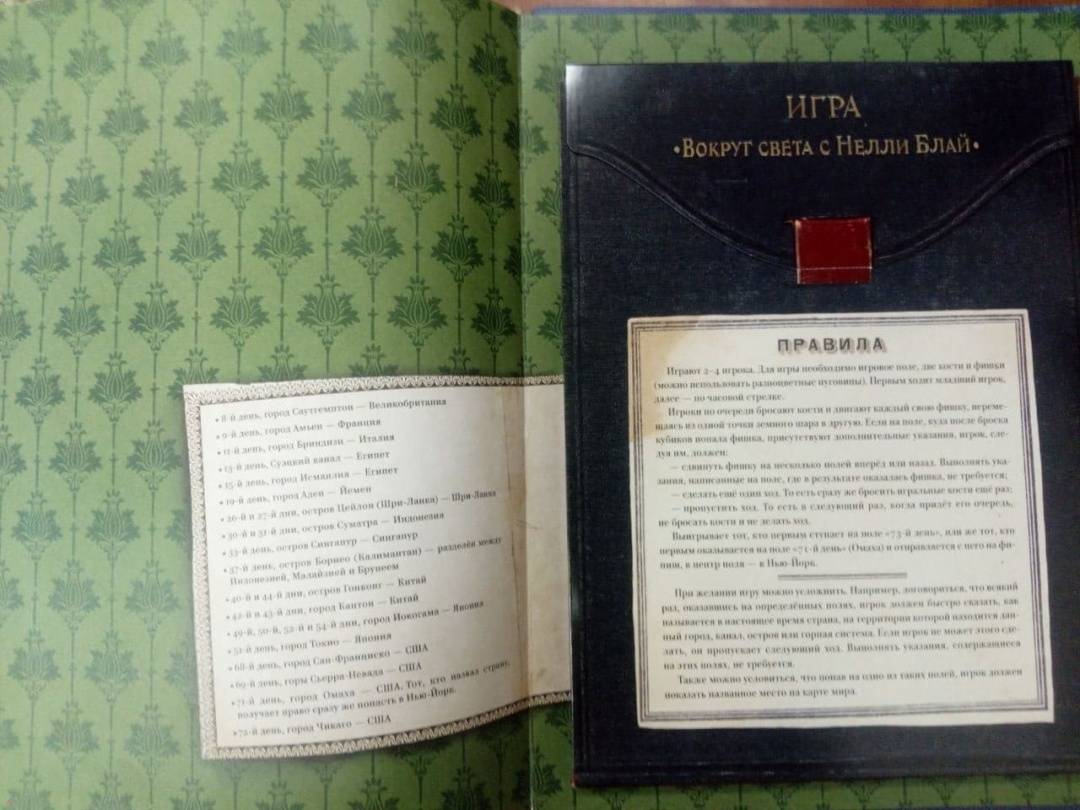 • 8-й день, город Саутгемптон — Великобритания
• 9-й день, город Амьен — Франция
• 11-й день, город Бриндизи — Италия
• 13-й день, Суэцкий канал — Египет
• 15-й день, город Исмаилия — Египет
• 19-й день, город Аден — Йемен
• 26-й и 27-й дни, остров Цейлон (Шри-Ланка) — Шри-Ланка
• 30-й и 31-й дни, остров Суматра — Индонезия
• 33-й день, остров Сингапур — Сингапур
• 37-й день, остров Борнео (Калимантан) — разделён между
Индонезией, Малайзией и Брунеем
• 40-й и 44-й дни, остров Гонконг — Китай
• 42-й и 43-й дни, город Кантон — Китай
• 49-й, 50-й, 52-й и 54-й дни, город Иокогама — Япония
• 51-й день, город Токио — Япония
• 68-й день, город Сан-Франциско — США
• 69-й день, горы Сьерра-Невада — США
• 71-й день, город Омаха — США. Тот, кто назвал страну,
получает право сразу же попасть в Нью-Йорк.
• 72-й день, город Чикаго — США
ИГРА
•Вокруг света с Нелли Блай•
ПРАВИЛА
Играют 2–4 игрока. Для игры необходимо игровое поле, две кости и фишки
(можно использовать разноцветные пуговицы). Первым ходит младший игрок,
далее — по часовой стрелке.
Игроки по очереди бросают кости и двигают каждый свою фишку, переме-
щаясь из одной точки земного шара в другую. Если на поле, куда после броска
кубиков попала фишка, присутствуют дополнительные указания, игрок, сле-
дуя им, должен:
— сдвинуть фишку на несколько полей вперёд или назад. Выполнять ука-
зания, написанные на поле, где в результате оказалась фишка, не требуется;
— сделать ещё один ход. То есть сразу же бросить игральные кости ещё раз;
— пропустить ход. То есть в следующий раз, когда придёт его очередь,
не бросать кости и не делать ход.
Выигрывает тот, кто первым ступает на поле «73-й день», или же тот, кто
первым оказывается на поле «71-й день» (Омаха) и отправляется с него на фи-
ниш, в центр поля — в Нью-Йорк.
При желании игру можно усложнить. Например, договориться, что всякий
раз, оказавшись на определённых полях, игрок должен быстро сказать, как
называется в настоящее время страна, на территории которой находится дан-
ный город, канал, остров или горная система. Если игрок не может этого сде-
лать, он пропускает следующий ход. Выполнять указания, содержащиеся
на этих полях, не требуется.
Также можно условиться, что попав на одно из таких полей, игрок должен
показать названное место на карте мира.